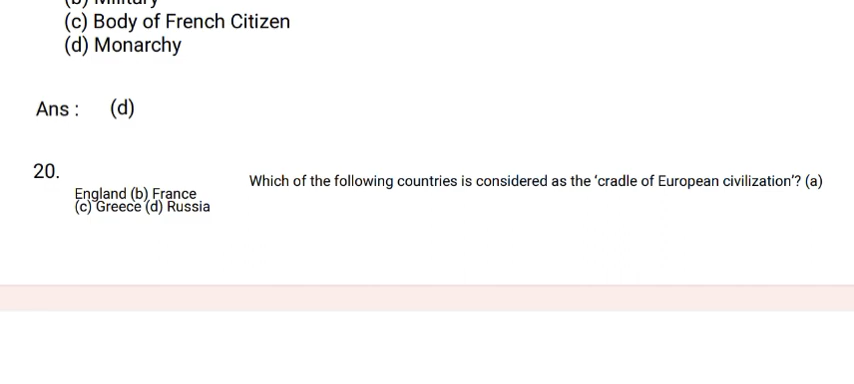 (b) Military
(c) Body of French Citizen
(d) Monarchy
Ans : (d)
20.
Which of the following countries is considered as the ‘cradle of European civilization’? (a)
England (b) France
(c) Greece (d) Russia